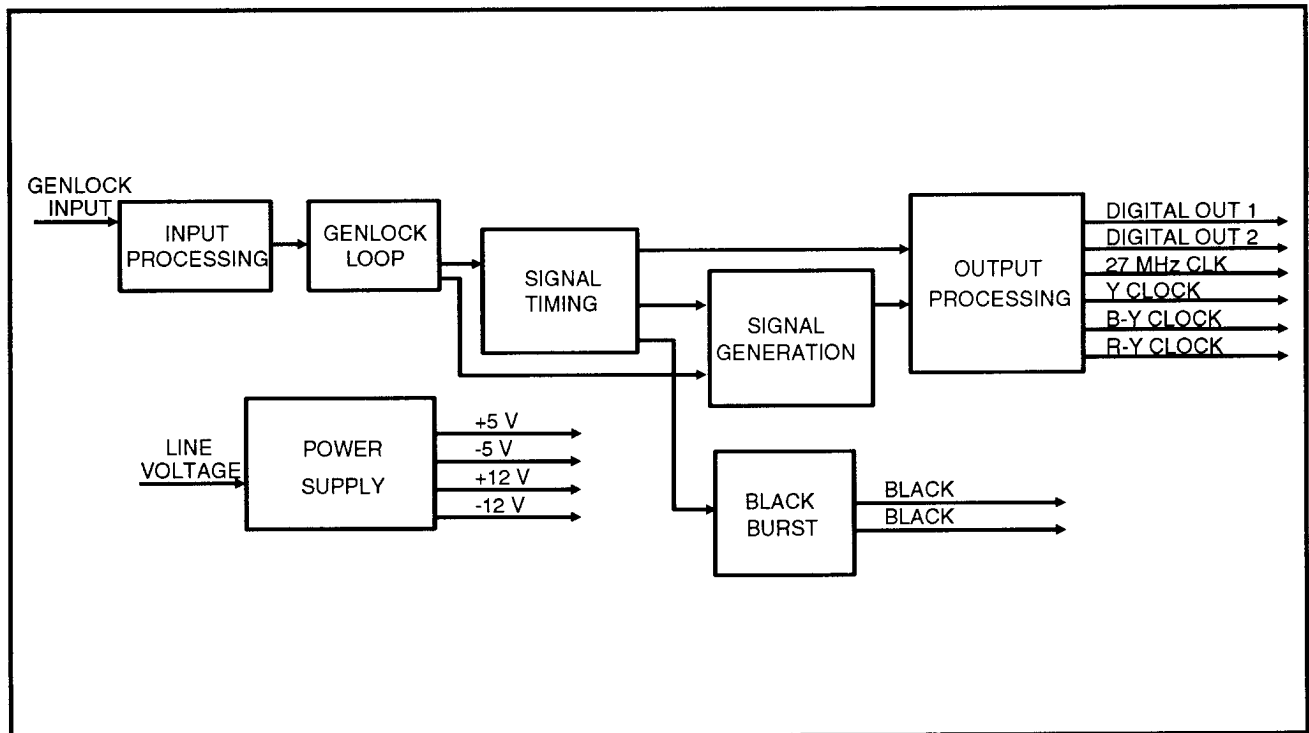 GENLOCK
INPUT
INPUT
PROCESSING
GENLOCK
LOOP
SIGNAL
TIMING
SIGNAL
GENERATION
OUTPUT
PROCESSING
DIGITAL OUT 1
DIGITAL OUT 2
27 MHz CLK
Y CLOCK
B-Y CLOCK
R-Y CLOCK
LINE
VOLTAGE
POWER
SUPPLY
+5 V
-5 V
+12 V
-12 V
BLACK
BURST
BLACK
BLACK